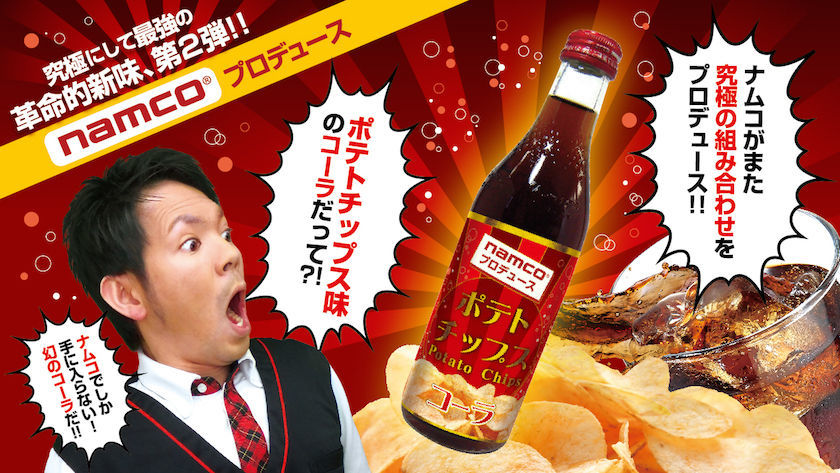 究極にして最強の
革命的新味、第2弾!!
namco® プロデュース
ポテトチップス味
のコーラだって?!
ナムコがまた
究極の組み合わせを
プロデュース!!
ナムコでしか
手に入らない!
幻のコーラだ!!
namco®
プロデュース
ポテト
チップス
Potato Chips
コーラ